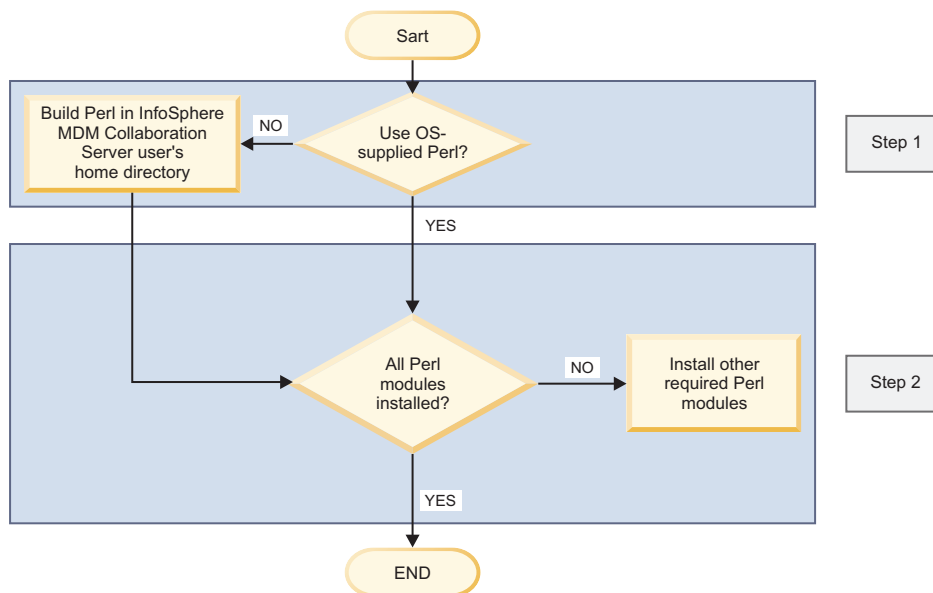 Sart
Build Perl in InfoSphere
MDM Collaboration
Server user's
home directory
NO
Use OS-
supplied Perl?
Step 1
YES
All Perl
modules
installed?
NO
Install other
required Perl
modules
Step 2
YES
END